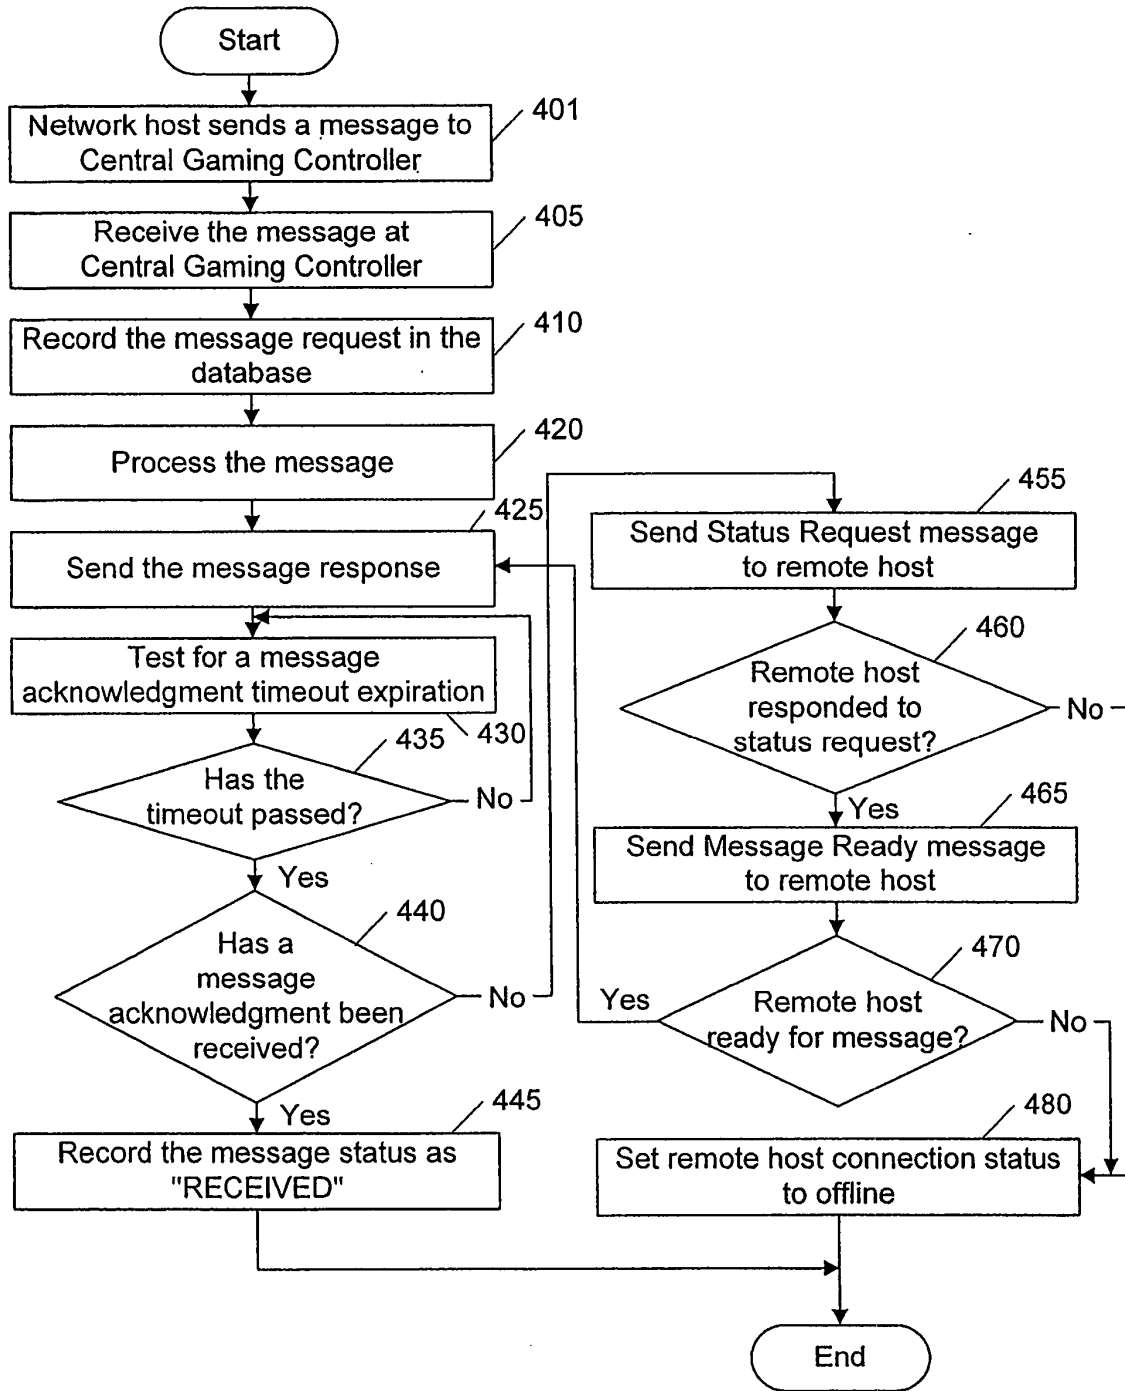 Start
401
Network host sends a message to
Central Gaming Controller
405
Receive the message at
Central Gaming Controller
410
Record the message request in the
database
420
Process the message
425
Send the message response
Test for a message
acknowledgment timeout expiration
430
435
Has the
timeout passed?
No
Yes
440
Has a
message
acknowledgment been
received?
No
Yes
445
Record the message status as
"RECEIVED"
455
Send Status Request message
to remote host
460
Remote host
responded to
status request?
No
Yes
465
Send Message Ready message
to remote host
470
Remote host
ready for message?
Yes
No
480
Set remote host connection status
to offline
End